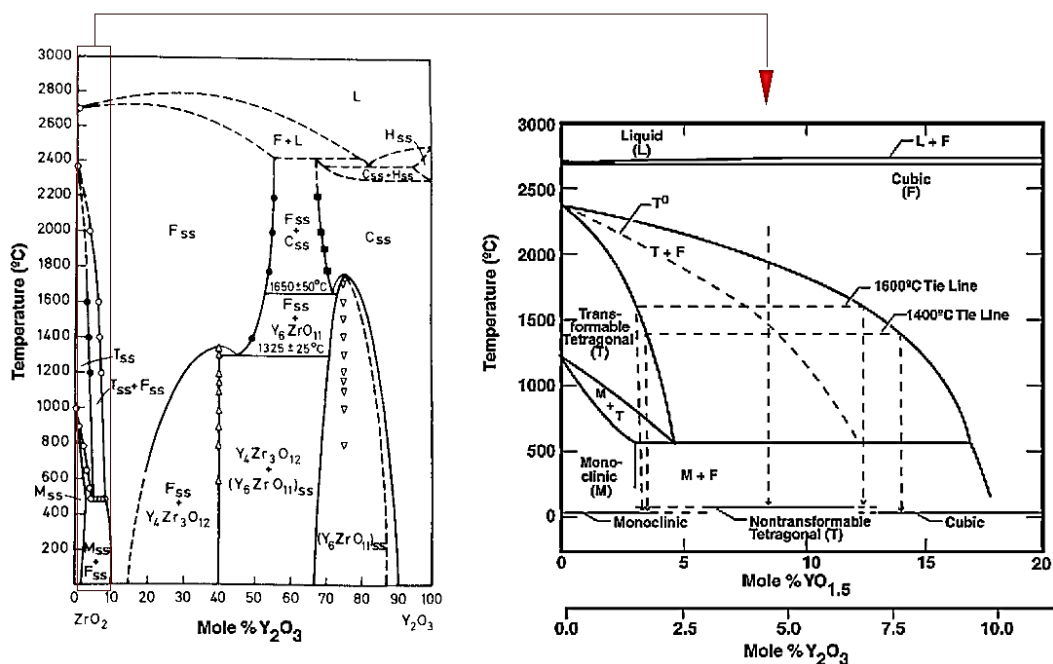 3000
2800
2600
2400
2200
2000
1800
1600
1400
1200
1000
800
600
400
200
Temperature (ºC)
L
F+L
HSS
CSS+HSS
FSS
FSS
+
CSS
CSS
1650±50°C
FSS
+
Y6ZrO11
1325±25°C
TSS
TSS+FSS
MSS
MSS
+
FSS
FSS
+
Y4Zr3O12
Y4Zr3O12
+
(Y6ZrO11)SS
(Y6ZrO11)SS
0 10 20 30 40 50 60 70 80 90 100
ZrO2
Mole % Y2O3
Y2O3
3000
2500
2000
1500
1000
500
0
Temperature (ºC)
Liquid
(L)
L + F
Cubic
(F)
T0
T + F
1600ºC Tie Line
1400ºC Tie Line
Trans-
formable
Tetragonal
(T)
M
+
T
Mono-
clinic
(M)
M + F
Monoclinic
Nontransformable
Tetragonal (T)
Cubic
0 5 10 15 20
Mole % YO1.5
0.0 2.5 5.0 7.5 10.0
Mole % Y2O3